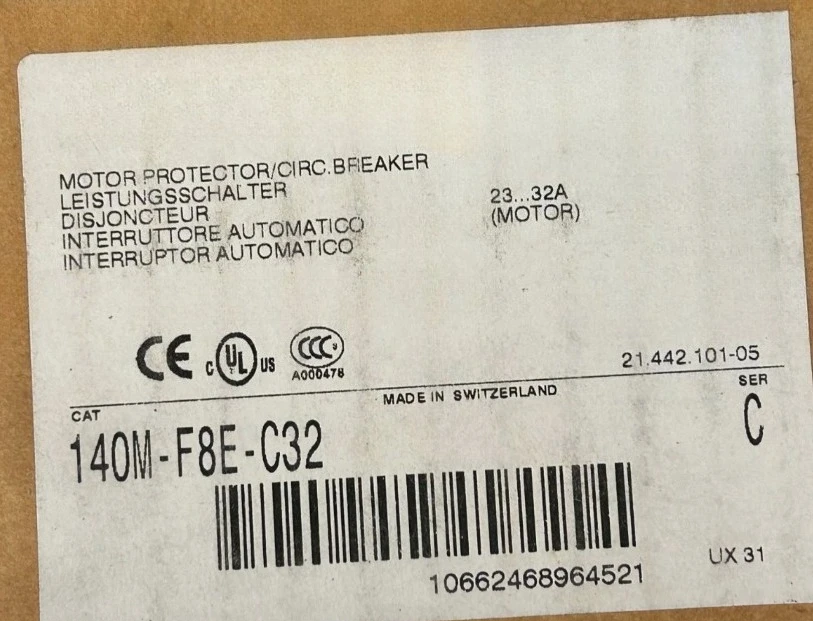 MOTOR PROTECTOR/CIRC.BREAKER
LEISTUNGSSCHALTER
DISJONCTEUR
INTERRUTTORE AUTOMATICO
INTERRUPTOR AUTOMATICO
23...32A
(MOTOR)
CE
C UL US
CCC
A000478
21.442.101-05
CAT
MADE IN SWITZERLAND
SER
140M-F8E-C32
C
10662468964521
UX 31